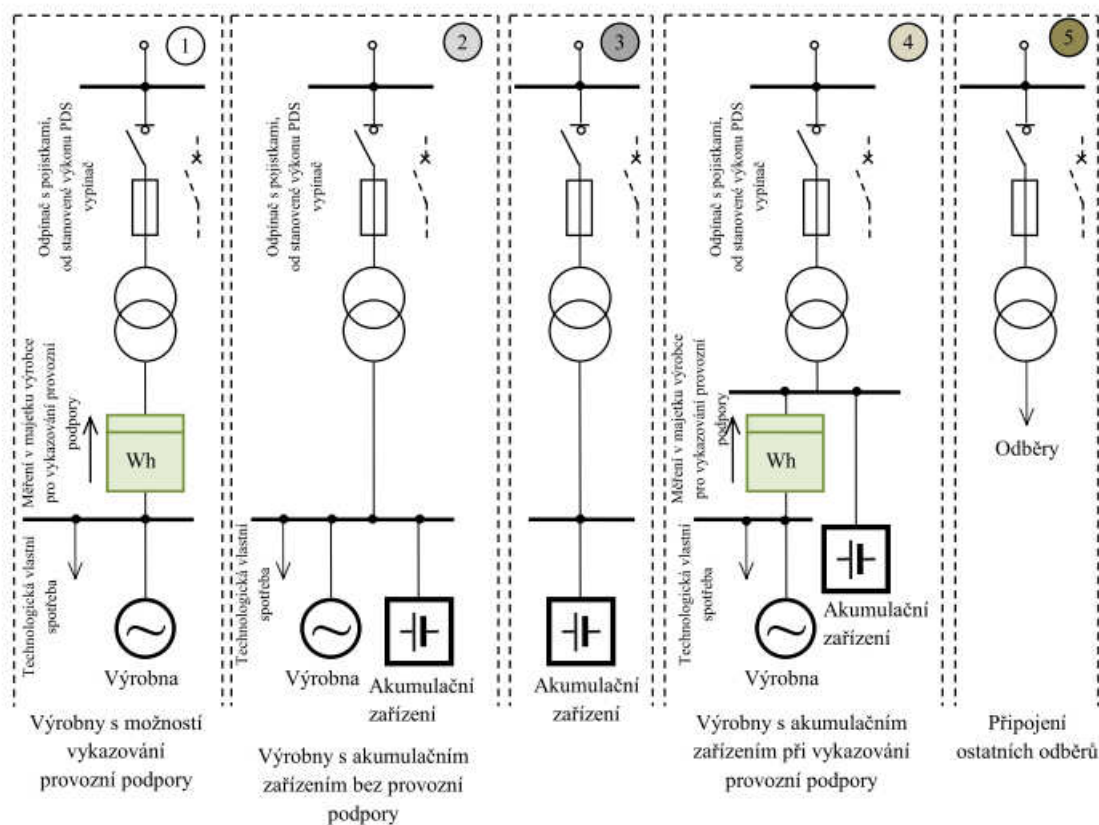 1
Odpínač s pojistkami,
od stanovené výkonu PDS
vypínač
Měření v majetku výrobce
pro vykazování provozní
podpory
Wh
Technologická vlastní
spotřeba
Výrobna
Výrobny s možností
vykazování
provozní podpory
2
Odpínač s pojistkami,
od stanovené výkonu PDS
vypínač
Technologická vlastní
spotřeba
Výrobna
Akumulační
zařízení
Výrobny s akumulačním
zařízením bez provozní
podpory
3
Akumulační
zařízení
4
Odpínač s pojistkami,
od stanovené výkonu PDS
vypínač
Měření v majetku výrobce
pro vykazování provozní
podpory
Wh
Technologická vlastní
spotřeba
Akumulační
zařízení
Výrobna
Výrobny s akumulačním
zařízením při vykazování
provozní podpory
5
Odběry
Připojení
ostatních odběrů